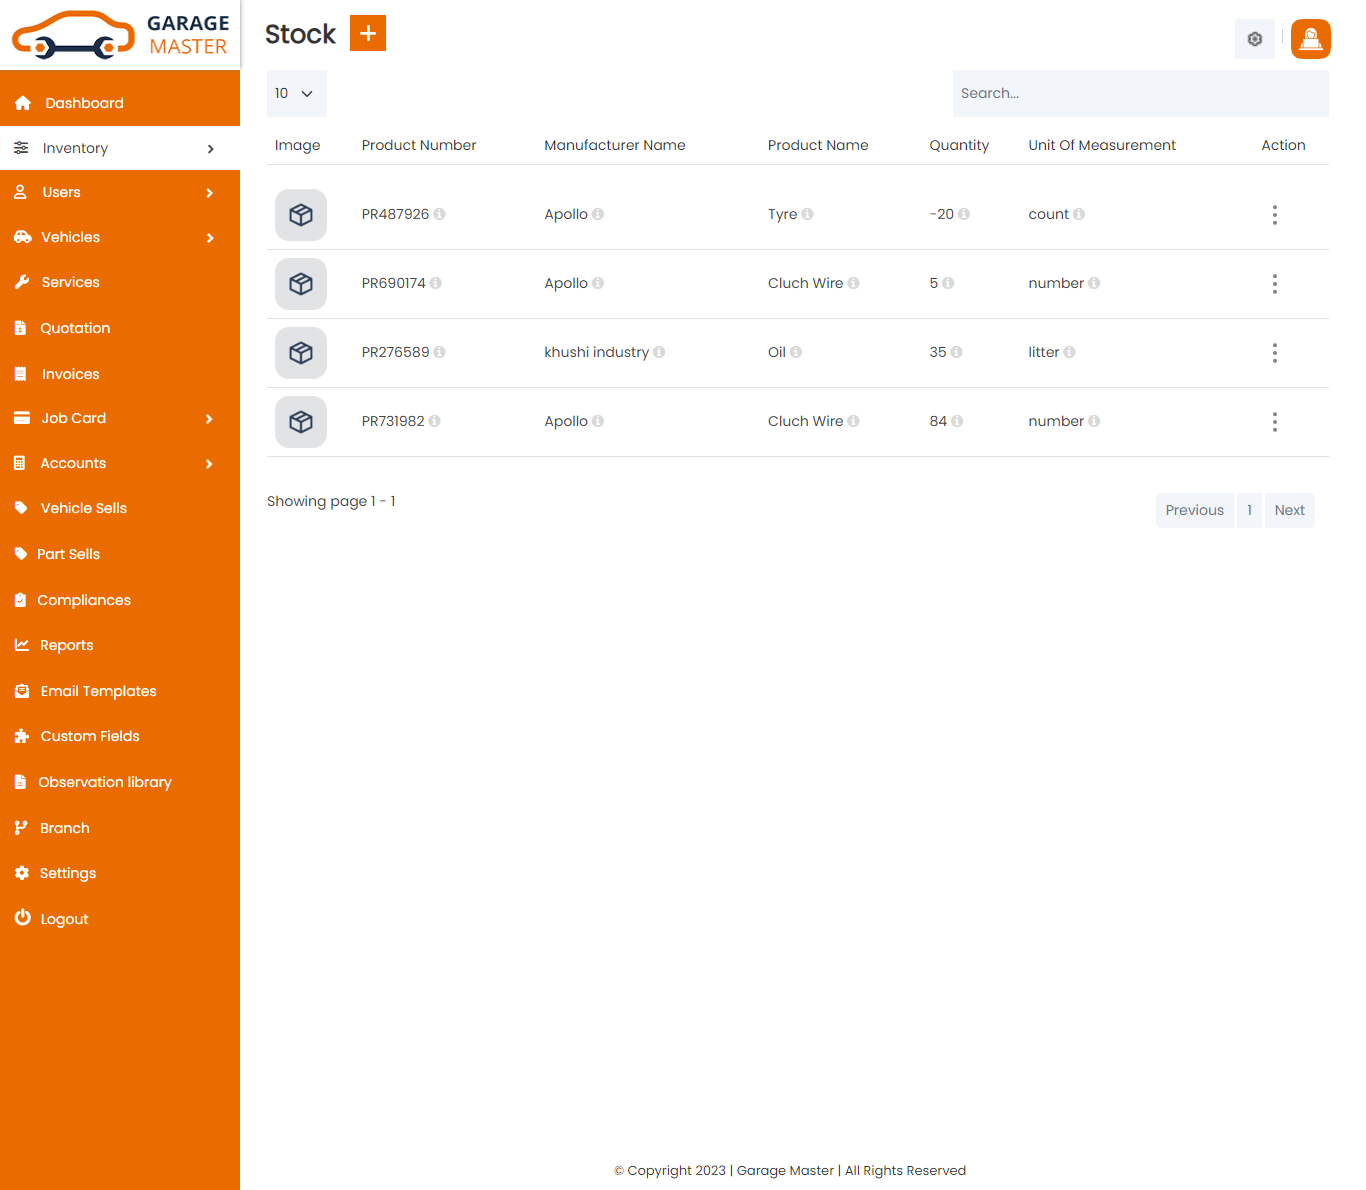 GARAGE
MASTER
Stock
Dashboard
Inventory
Users
Vehicles
Services
Quotation
Invoices
Job Card
Accounts
Vehicle Sells
Part Sells
Compliances
Reports
Email Templates
Custom Fields
Observation library
Branch
Settings
Logout
10
Search...
Image Product Number Manufacturer Name Product Name Quantity Unit Of Measurement Action
PR487926 Apollo Tyre -20 count
PR690174 Apollo Cluch Wire 5 number
PR276589 khushi industry Oil 35 litter
PR731982 Apollo Cluch Wire 84 number
Showing page 1 - 1
Previous 1 Next
© Copyright 2023 | Garage Master | All Rights Reserved